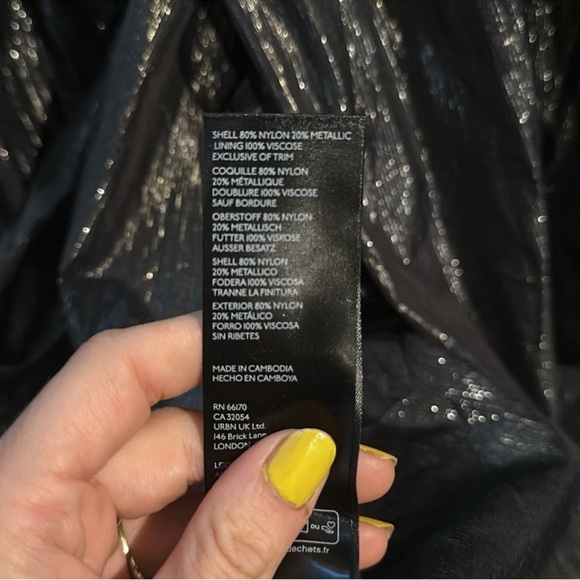 SHELL 80% NYLON 20% METALLIC
LINING 100% VISCOSE
EXCLUSIVE OF TRIM
COQUILLE 80% NYLON
20% MÉTALLIQUE
DOUBLURE 100% VISCOSE
SAUF BORDURE
OBERSTOFF 80% NYLON
20% METALLISCH
FUTTER 100% VISKOSE
AUSSER BESATZ
SHELL 80% NYLON
20% METALLICO
FODERA 100% VISCOSA
TRANNE LA FINITURA
EXTERIOR 80% NYLON
20% METÁLICO
FORRO 100% VISCOSA
SIN RIBETES
MADE IN CAMBODIA
HECHO EN CAMBOYA
RN 66170
CA 32054
URBN UK Ltd.
146 Brick Lane
LONDON
ou
dechets.fr